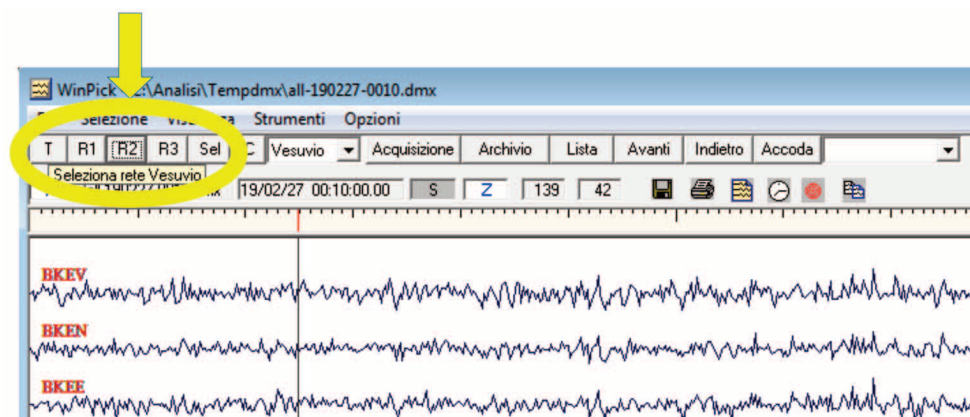 WinPick \Analisi\Tempdmx\all-190227-0010.dmx
Selezione Strumenti Opzioni
T R1 R2 R3 Sel C Vesuvio Acquisizione Archivio Lista Avanti Indietro Accoda
Seleziona rete Vesuvio
19/02/27 00:10:00.00 S Z 139 42
BKEV
BKEN
BKEE